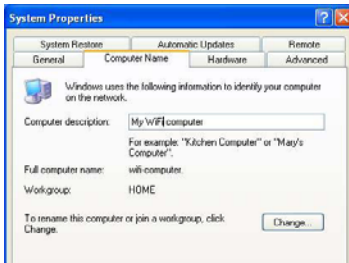 System Properties
System Restore Automatic Updates Remote
General Computer Name Hardware Advanced
Windows uses the following information to identify your computer
on the network.
Computer description: My WiFi computer
For example: "Kitchen Computer" or "Mary's
Computer".
Full computer name: wifi-computer.
Workgroup: HOME
To rename this computer or join a workgroup, click
Change.
Change...